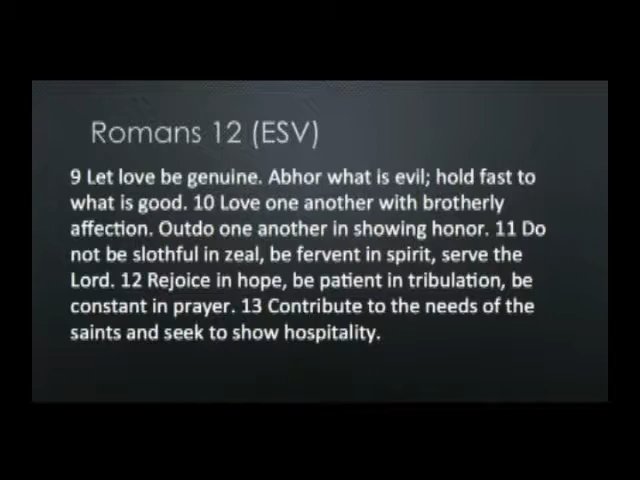 Romans 12 (ESV)
9 Let love be genuine. Abhor what is evil; hold fast to
what is good. 10 Love one another with brotherly
affection. Outdo one another in showing honor. 11 Do
not be slothful in zeal, be fervent in spirit, serve the
Lord. 12 Rejoice in hope, be patient in tribulation, be
constant in prayer. 13 Contribute to the needs of the
saints and seek to show hospitality.